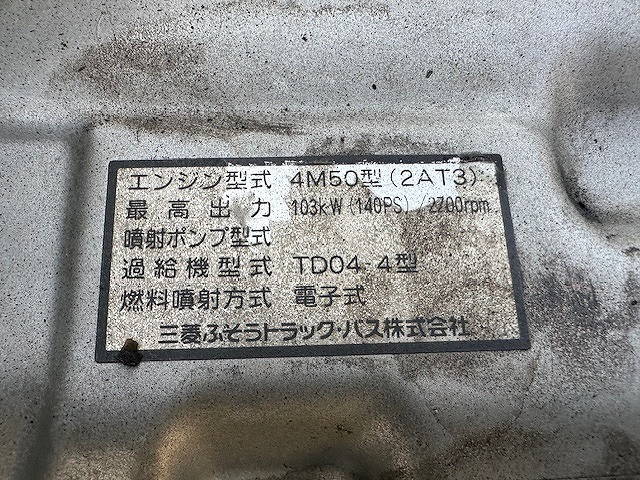 エンジン型式 4M50型(2AT3)
最高出力 103kW(140PS)/2700rpm
噴射ポンプ型式
過給機型式 TD04-4型
燃料噴射方式 電子式
三菱ふそうトラック・バス株式会社